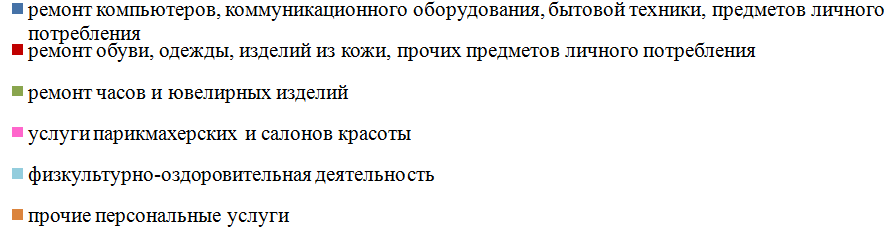 ремонт компьютеров, коммуникационного оборудования, бытовой техники, предметов личного
потребления
ремонт обуви, одежды, изделий из кожи, прочих предметов личного потребления
ремонт часов и ювелирных изделий
услуги парикмахерских и салонов красоты
физкультурно-оздоровительная деятельность
прочие персональные услуги